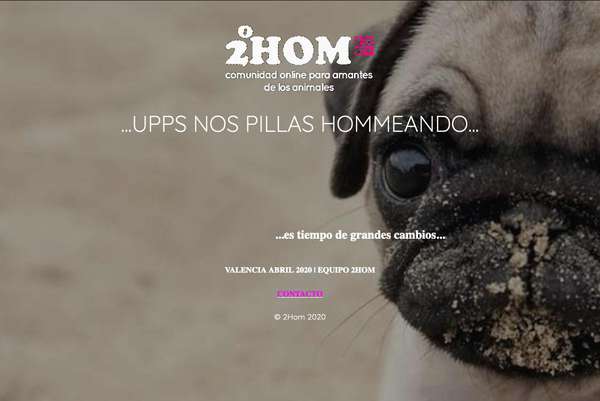 2HOM
comunidad online para amantes
de los animales
...UPPS NOS PILLAS HOMMEANDO...
...es tiempo de grandes cambios...
VALENCIA ABRIL 2020 | EQUIPO 2HOM
CONTACTO
© 2Hom 2020